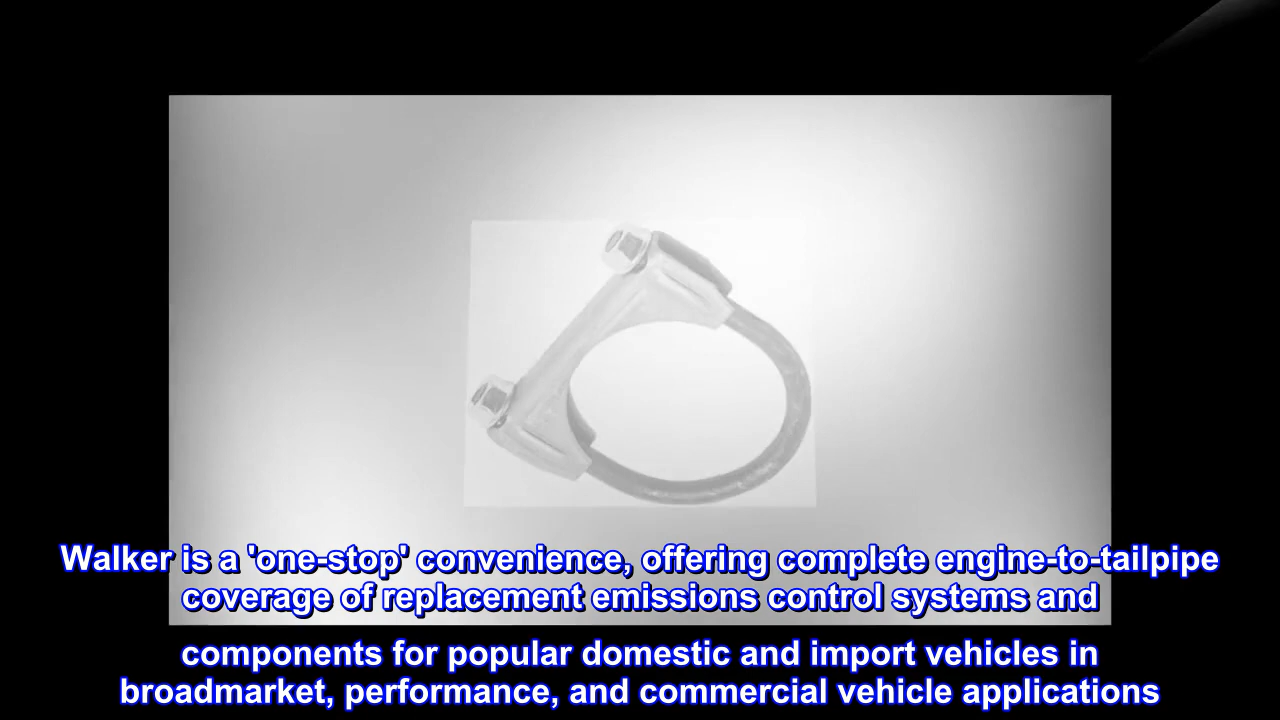 Walker is a 'one-stop' convenience, offering complete engine-to-tailpipe
coverage of replacement emissions control systems and
components for popular domestic and import vehicles in
broadmarket, performance, and commercial vehicle applications